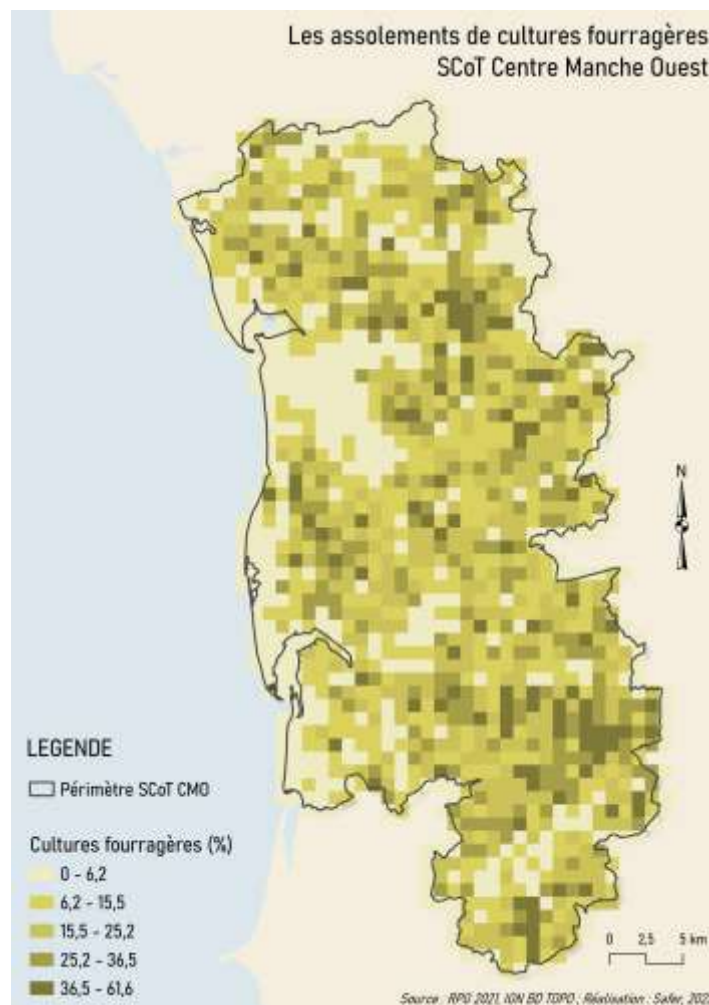 Les assolements de cultures fourragères
SCoT Centre Manche Ouest
N
LEGENDE
Périmètre SCoT CMO
Cultures fourragères (%)
0 - 6,2
6,2 - 15,5
15,5 - 25,2
25,2 - 36,5
36,5 - 61,6
0 2,5 5 km
Source : RPG 2021, IGN BD TOPO ; Réalisation : Safer,